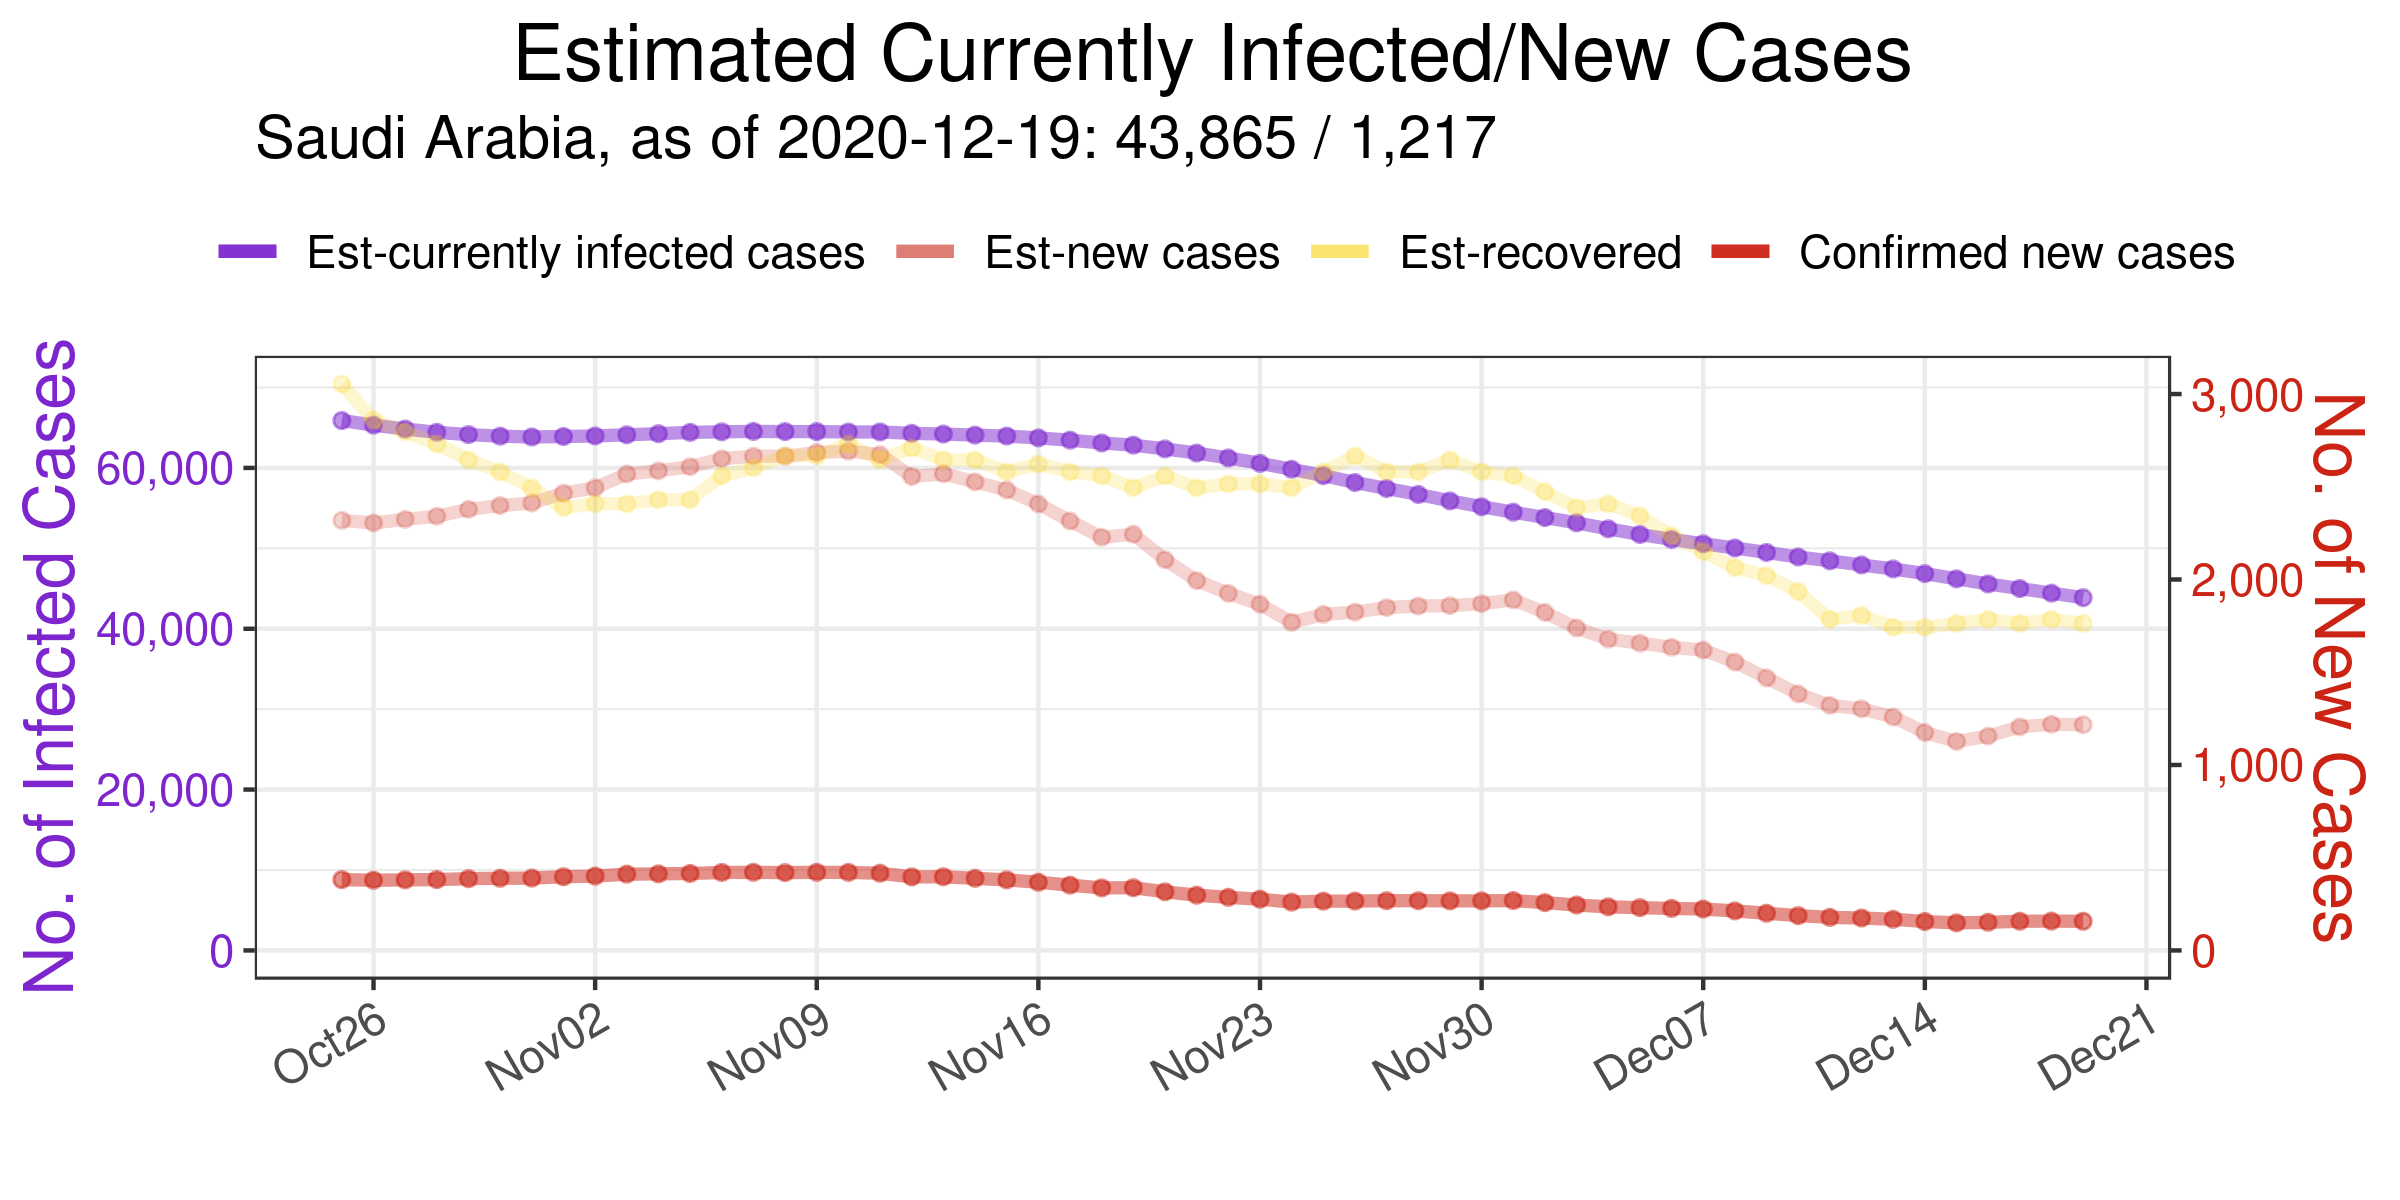 Estimated Currently Infected/New Cases
Saudi Arabia, as of 2020-12-19: 43,865 / 1,217
Est-currently infected cases Est-new cases Est-recovered Confirmed new cases
No. of Infected Cases
60,000
40,000
20,000
0
3,000
2,000
1,000
0
No. of New Cases
Oct26 Nov02 Nov09 Nov16 Nov23 Nov30 Dec07 Dec14 Dec21